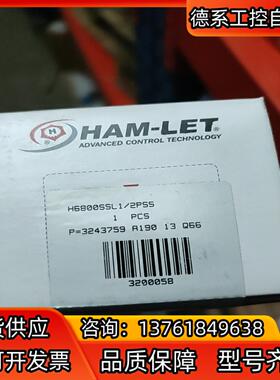 德系工控自动
HAM-LET®
ADVANCED CONTROL TECHNOLOGY
H6800SSL1/2PSS
1 PCS
P=3243759 A190 13 Q66
3200058
货供应
咨询：13761849638
可开发票
品质保障
型号齐